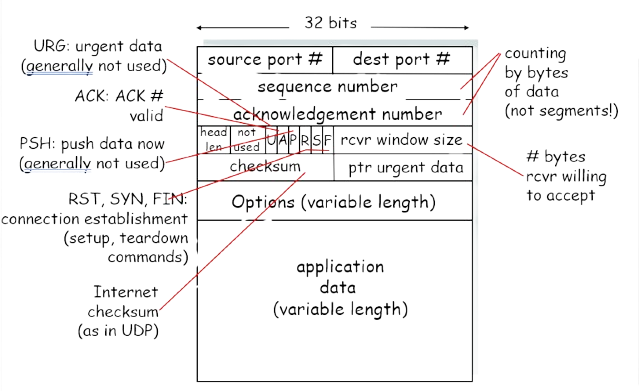 32 bits
URG: urgent data
(generally not used)
ACK: ACK #
valid
PSH: push data now
(generally not used)
RST, SYN, FIN:
connection establishment
(setup, teardown
commands)
Internet
checksum
(as in UDP)
source port # dest port #
sequence number
acknowledgement number
head
len
not
used
U A P R S F
rcvr window size
checksum ptr urgent data
Options (variable length)
application
data
(variable length)
counting
by bytes
of data
(not segments!)
# bytes
rcvr willing
to accept